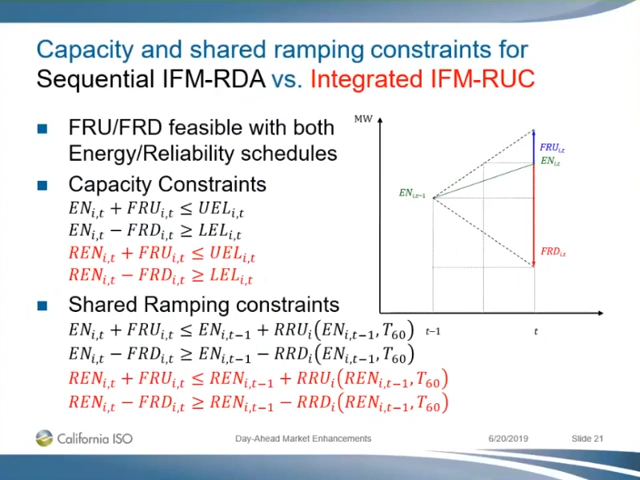 Capacity and shared ramping constraints for
Sequential IFM-RDA vs. Integrated IFM-RUC
■ FRU/FRD feasible with both
Energy/Reliability schedules
■ Capacity Constraints
EN_{i,t} + FRU_{i,t} ≤ UEL_{i,t}
EN_{i,t} − FRD_{i,t} ≥ LEL_{i,t}
REN_{i,t} + FRU_{i,t} ≤ UEL_{i,t}
REN_{i,t} − FRD_{i,t} ≥ LEL_{i,t}
■ Shared Ramping constraints
EN_{i,t} + FRU_{i,t} ≤ EN_{i,t−1} + RRU_i(EN_{i,t−1}, T_{60})
EN_{i,t} − FRD_{i,t} ≥ EN_{i,t−1} − RRD_i(EN_{i,t−1}, T_{60})
REN_{i,t} + FRU_{i,t} ≤ REN_{i,t−1} + RRU_i(REN_{i,t−1}, T_{60})
REN_{i,t} − FRD_{i,t} ≥ REN_{i,t−1} − RRD_i(REN_{i,t−1}, T_{60})
MW
FRU_{i,t}
EN_{i,t}
EN_{i,t−1}
FRD_{i,t}
t−1
t
California ISO
Day-Ahead Market Enhancements
6/20/2019
Slide 21